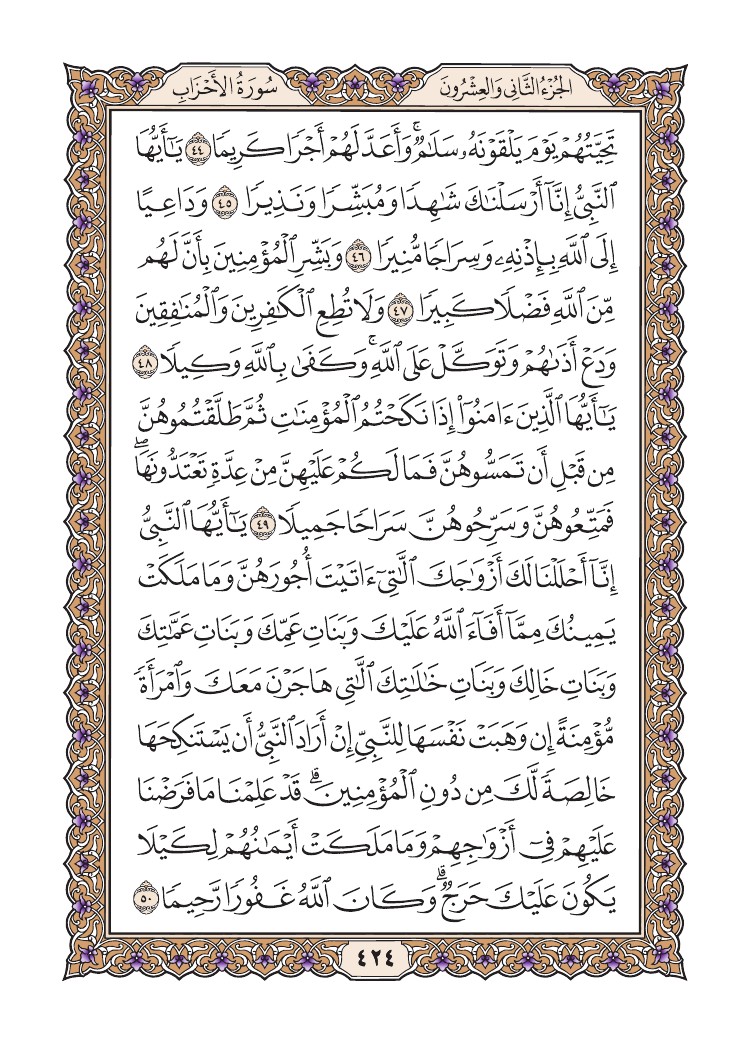 الجُزْءُ الثَّانِي وَالعِشْرُونَ
سُورَةُ الأَحْزَابِ
تَحِيَّتُهُمْ يَوْمَ يَلْقَوْنَهُۥ سَلَٰمٌۚ وَأَعَدَّ لَهُمْ أَجْرًا كَرِيمًا ٤٤ يَٰٓأَيُّهَا
ٱلنَّبِيُّ إِنَّآ أَرْسَلْنَٰكَ شَٰهِدًا وَمُبَشِّرًا وَنَذِيرًا ٤٥ وَدَاعِيًا
إِلَى ٱللَّهِ بِإِذْنِهِۦ وَسِرَاجًا مُّنِيرًا ٤٦ وَبَشِّرِ ٱلْمُؤْمِنِينَ بِأَنَّ لَهُم
مِّنَ ٱللَّهِ فَضْلًا كَبِيرًا ٤٧ وَلَا تُطِعِ ٱلْكَٰفِرِينَ وَٱلْمُنَٰفِقِينَ
وَدَعْ أَذَىٰهُمْ وَتَوَكَّلْ عَلَى ٱللَّهِۚ وَكَفَىٰ بِٱللَّهِ وَكِيلًا ٤٨
يَٰٓأَيُّهَا ٱلَّذِينَ ءَامَنُوٓا۟ إِذَا نَكَحْتُمُ ٱلْمُؤْمِنَٰتِ ثُمَّ طَلَّقْتُمُوهُنَّ
مِن قَبْلِ أَن تَمَسُّوهُنَّ فَمَا لَكُمْ عَلَيْهِنَّ مِنْ عِدَّةٍ تَعْتَدُّونَهَاۖ
فَمَتِّعُوهُنَّ وَسَرِّحُوهُنَّ سَرَاحًا جَمِيلًا ٤٩ يَٰٓأَيُّهَا ٱلنَّبِيُّ
إِنَّآ أَحْلَلْنَا لَكَ أَزْوَٰجَكَ ٱلَّٰتِيٓ ءَاتَيْتَ أُجُورَهُنَّ وَمَا مَلَكَتْ
يَمِينُكَ مِمَّآ أَفَآءَ ٱللَّهُ عَلَيْكَ وَبَنَاتِ عَمِّكَ وَبَنَاتِ عَمَّٰتِكَ
وَبَنَاتِ خَالِكَ وَبَنَاتِ خَٰلَٰتِكَ ٱلَّٰتِي هَاجَرْنَ مَعَكَ وَٱمْرَأَةً
مُّؤْمِنَةً إِن وَهَبَتْ نَفْسَهَا لِلنَّبِيِّ إِنْ أَرَادَ ٱلنَّبِيُّ أَن يَسْتَنكِحَهَا
خَالِصَةً لَّكَ مِن دُونِ ٱلْمُؤْمِنِينَۗ قَدْ عَلِمْنَا مَا فَرَضْنَا
عَلَيْهِمْ فِيٓ أَزْوَٰجِهِمْ وَمَا مَلَكَتْ أَيْمَٰنُهُمْ لِكَيْلَا
يَكُونَ عَلَيْكَ حَرَجٌۗ وَكَانَ ٱللَّهُ غَفُورًا رَّحِيمًا ٥٠
٤٢٤